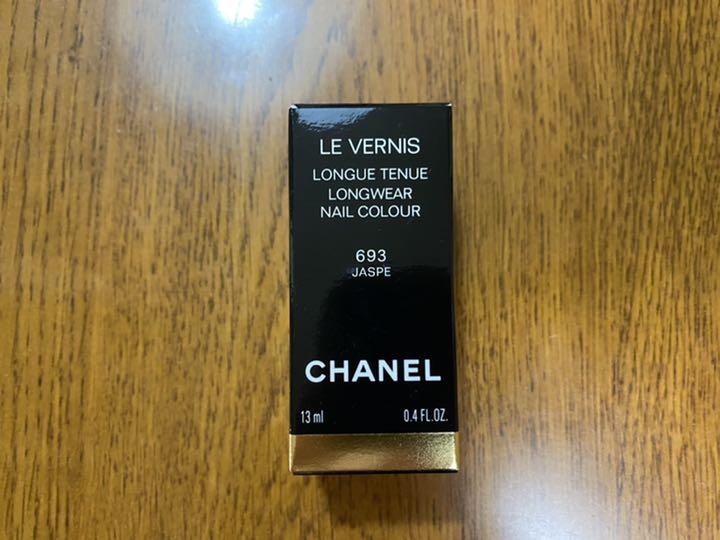 LE VERNIS
LONGUE TENUE
LONGWEAR
NAIL COLOUR
693
JASPE
CHANEL
13 ml 0.4 FL.OZ.